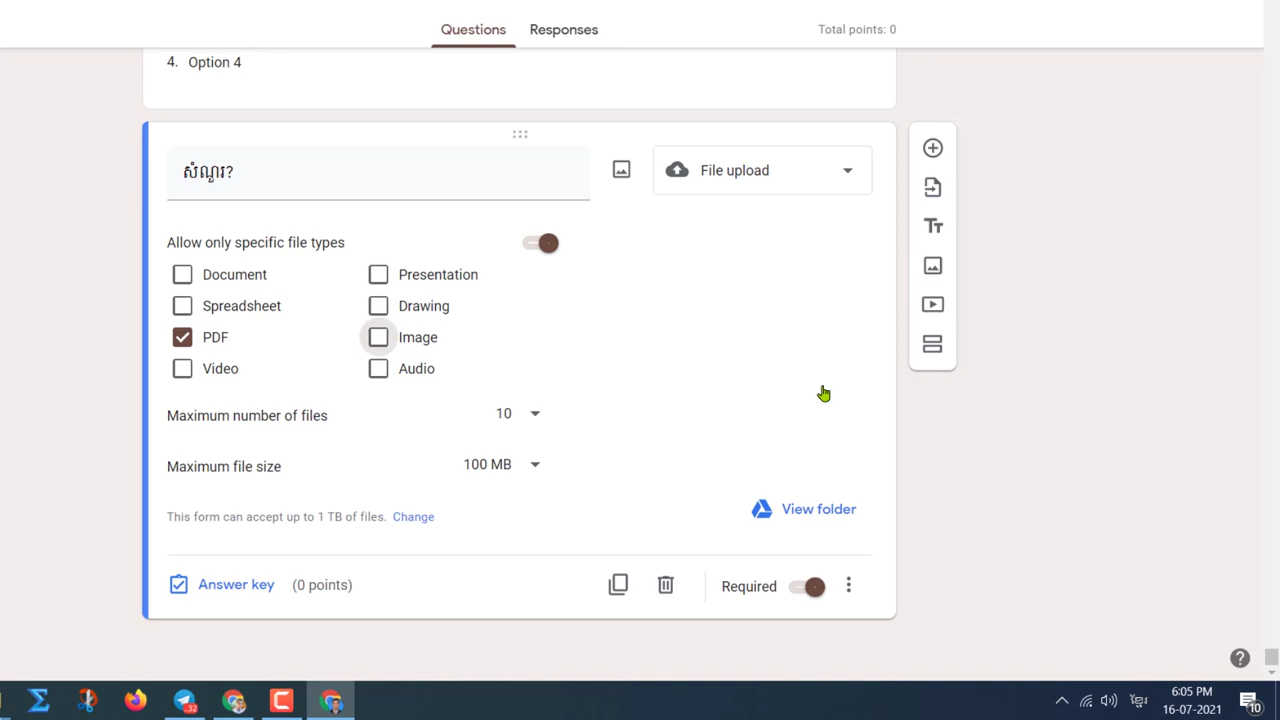 Questions Responses Total points: 0
4. Option 4
សំណួរ? File upload
Allow only specific file types
Document Presentation
Spreadsheet Drawing
PDF Image
Video Audio
Maximum number of files 10
Maximum file size 100 MB
This form can accept up to 1 TB of files. Change View folder
Answer key (0 points) Required
6:05 PM
16-07-2021
32
10